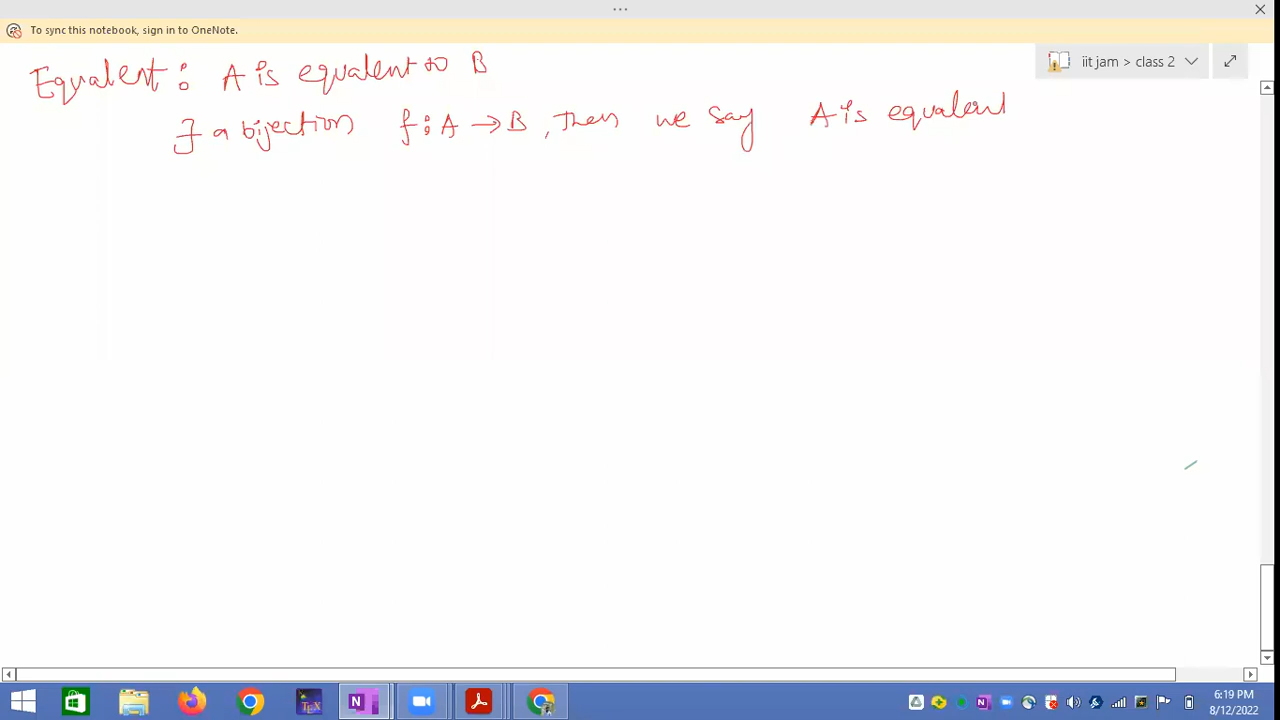 To sync this notebook, sign in to OneNote.
iit jam > class 2
Equalent : A is equalent to B
∃ a bijection f : A → B , then we say A is equalent
6:19 PM
8/12/2022